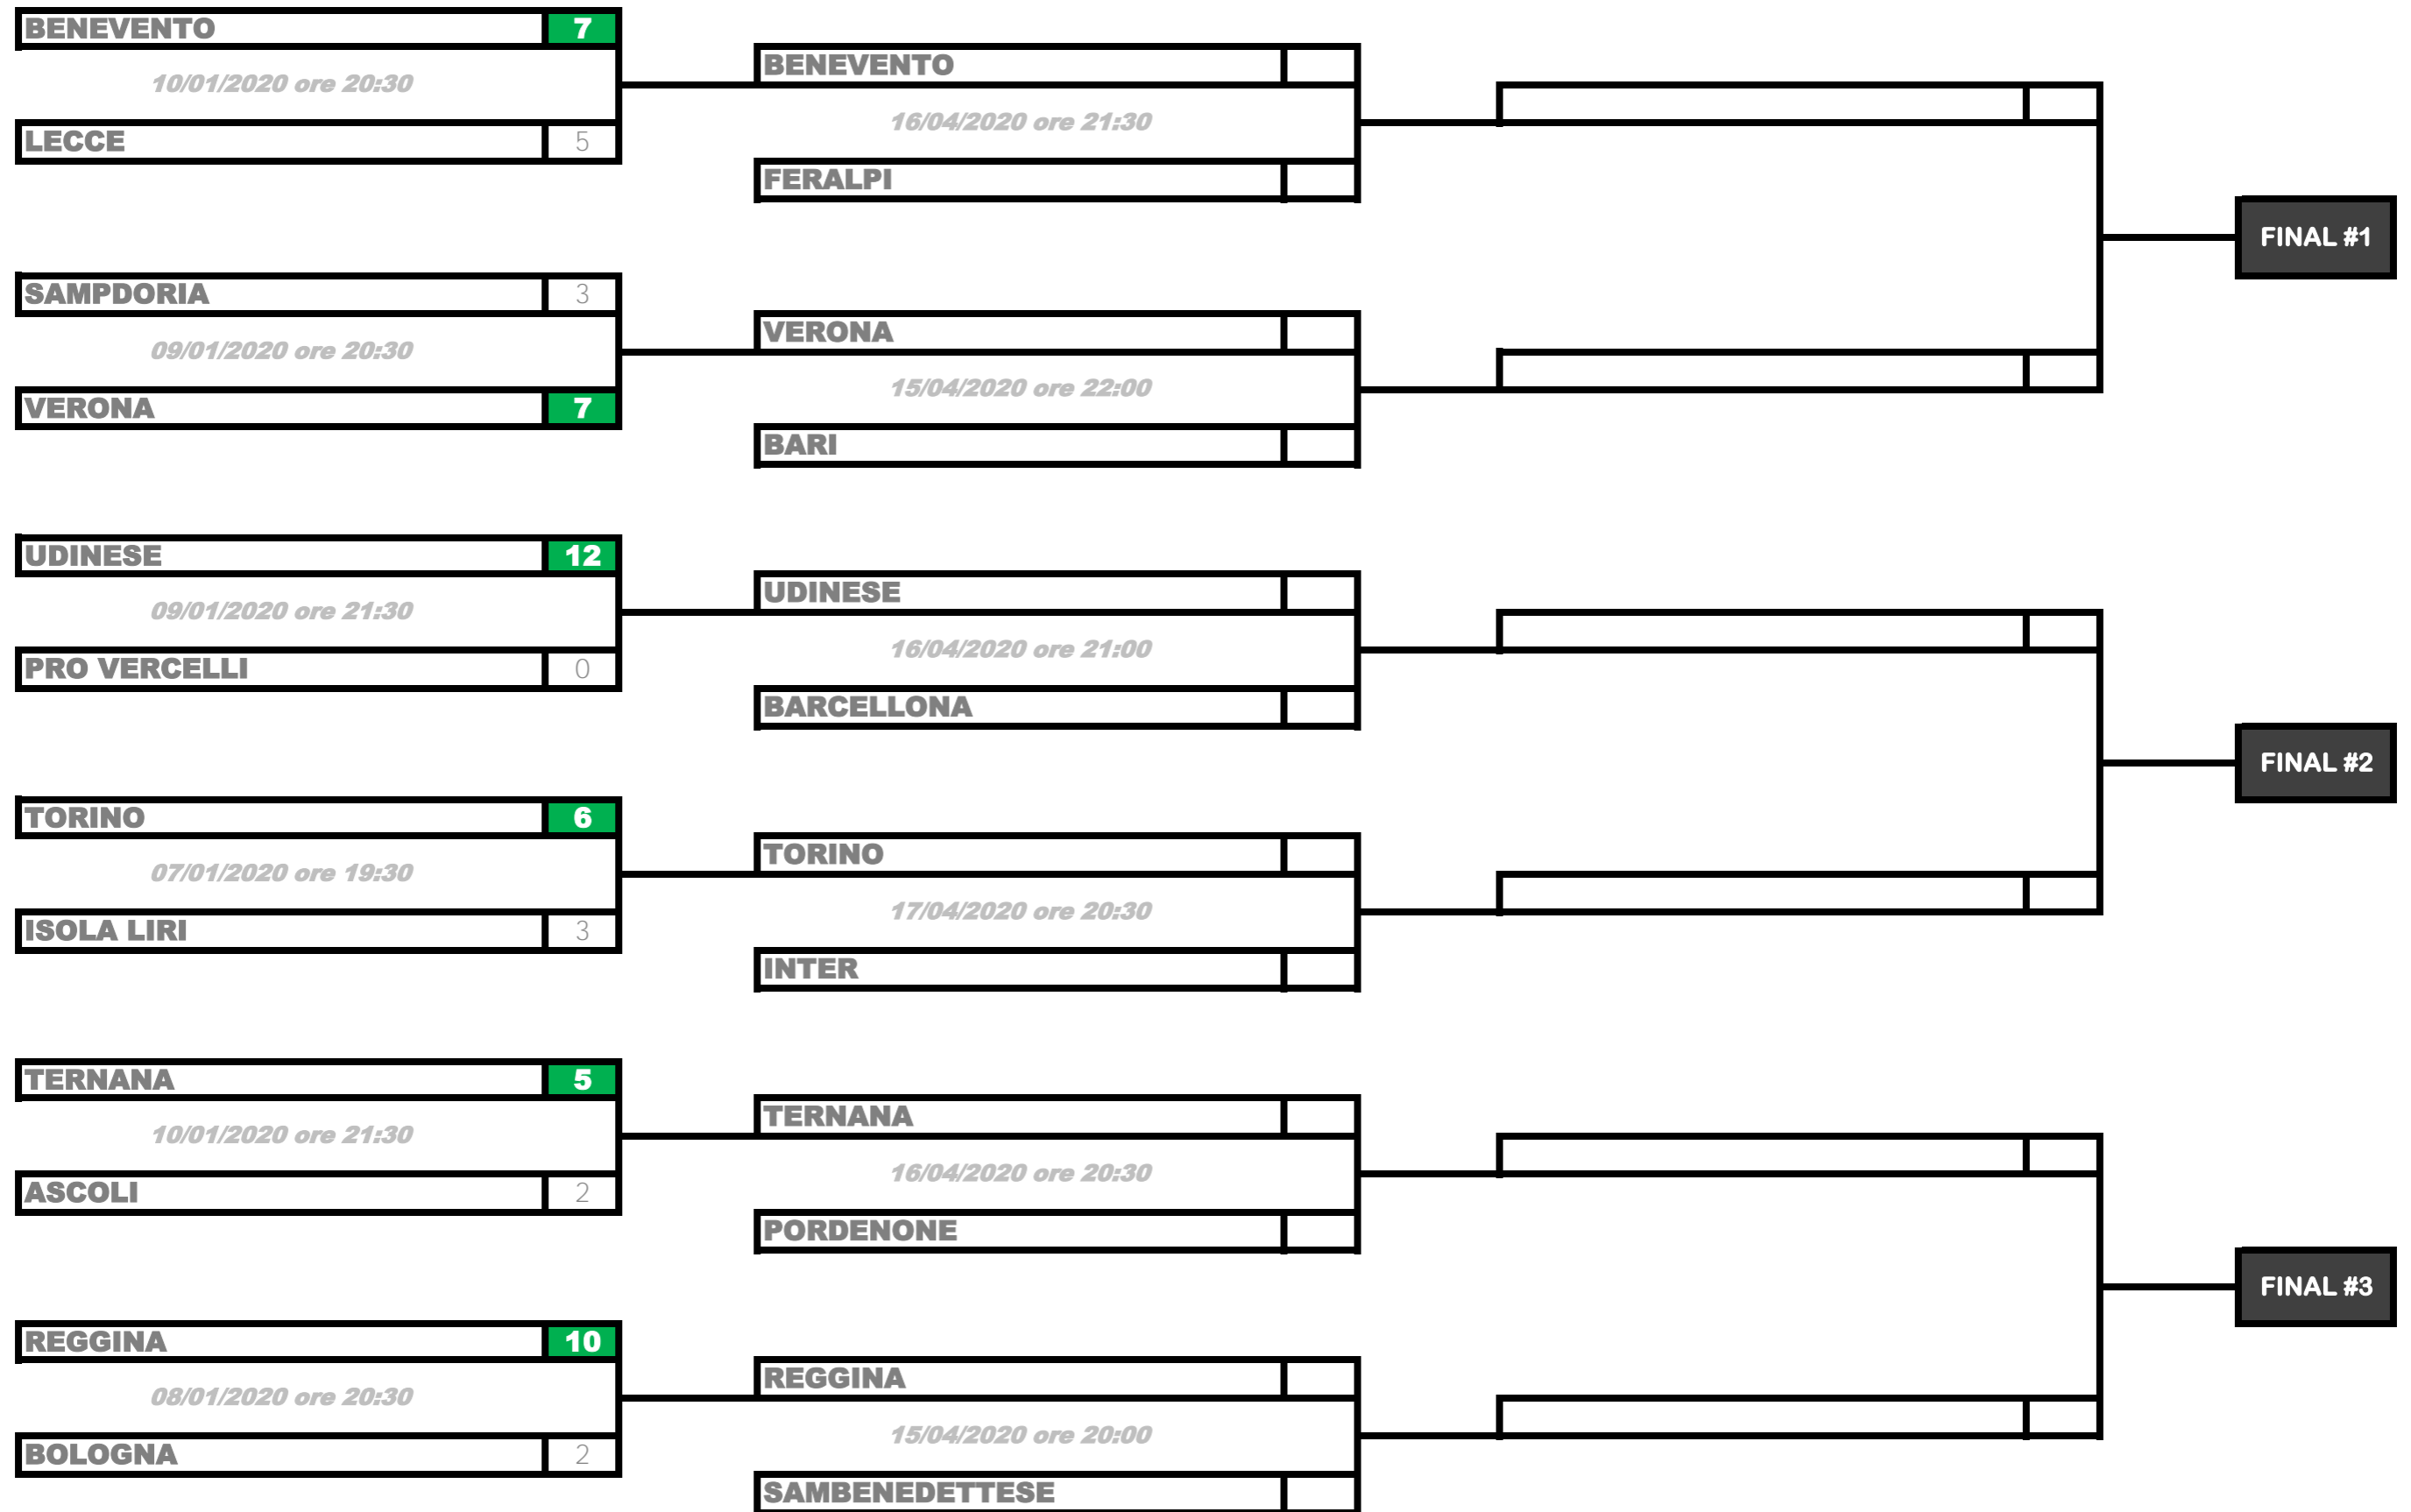 BENEVENTO 7
BENEVENTO
10/01/2020 ore 20:30
16/04/2020 ore 21:30
LECCE 5
FERALPI
FINAL #1
SAMPDORIA 3
VERONA
09/01/2020 ore 20:30
15/04/2020 ore 22:00
VERONA 7
BARI
UDINESE 12
UDINESE
09/01/2020 ore 21:30
16/04/2020 ore 21:00
PRO VERCELLI 0
BARCELLONA
FINAL #2
TORINO 6
TORINO
07/01/2020 ore 19:30
17/04/2020 ore 20:30
ISOLA LIRI 3
INTER
TERNANA 5
TERNANA
10/01/2020 ore 21:30
16/04/2020 ore 20:30
ASCOLI 2
PORDENONE
FINAL #3
REGGINA 10
REGGINA
08/01/2020 ore 20:30
15/04/2020 ore 20:00
BOLOGNA 2
SAMBENEDETTESE